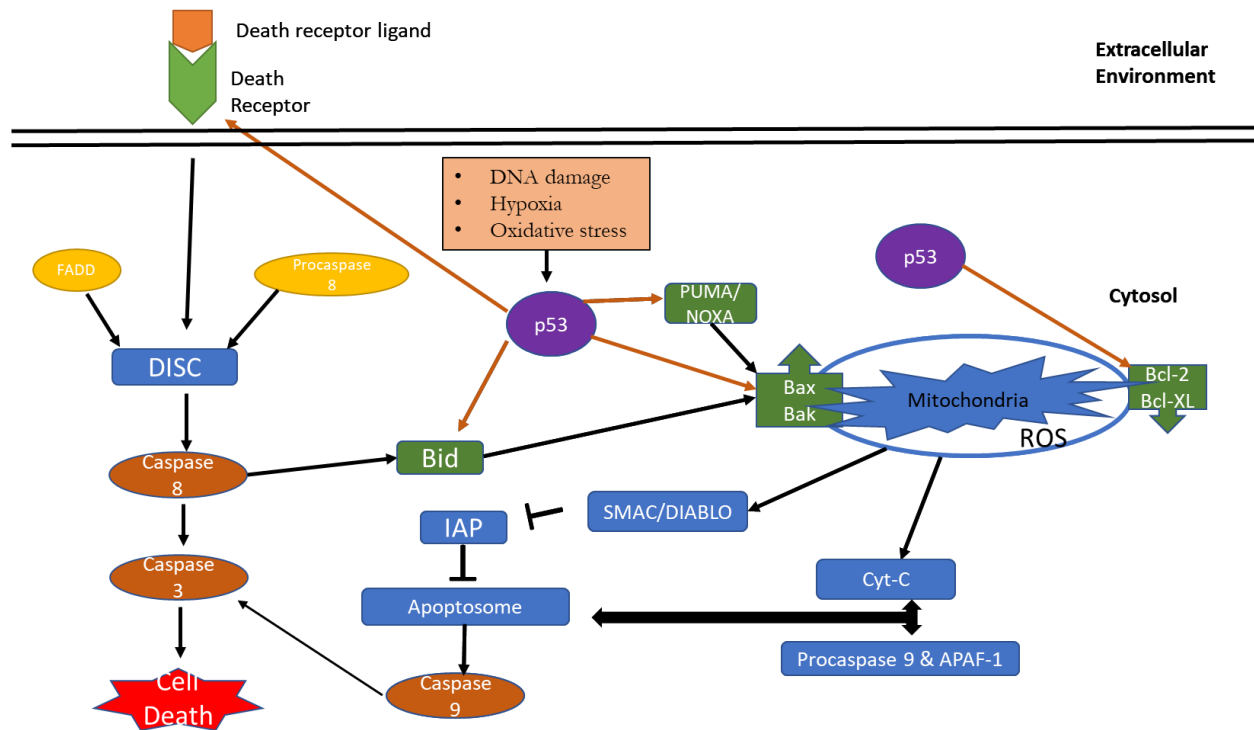 Death receptor ligand
Death
Receptor
Extracellular
Environment
• DNA damage
• Hypoxia
• Oxidative stress
FADD
Procaspase
8
p53
PUMA/
NOXA
p53
Cytosol
DISC
Bax
Bak
Mitochondria
ROS
Bcl-2
Bcl-XL
Caspase
8
Bid
SMAC/DIABLO
IAP
Caspase
3
Cyt-C
Apoptosome
Procaspase 9 & APAF-1
Cell
Death
Caspase
9